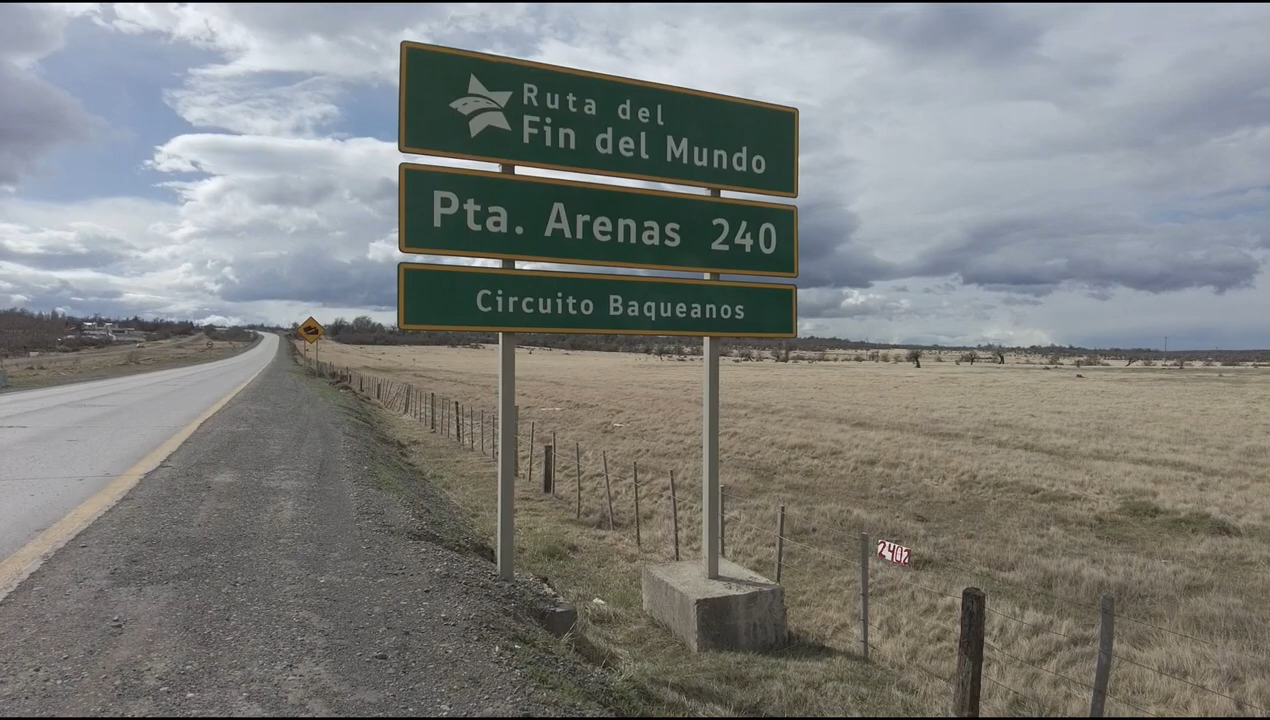 Ruta del
Fin del Mundo
Pta. Arenas 240
Circuito Baqueanos
2402